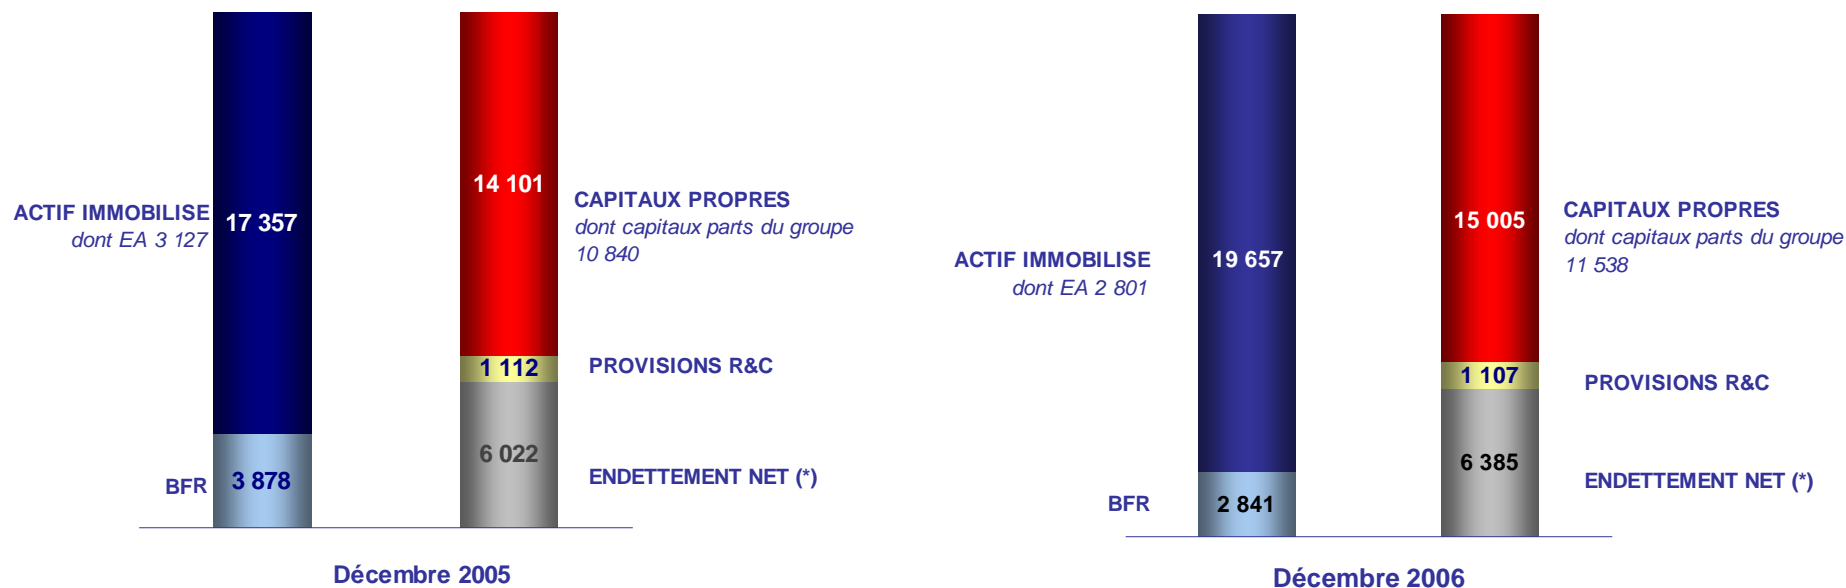 ACTIF IMMOBILISE
dont EA 3 127
17 357
BFR
3 878
14 101
CAPITAUX PROPRES
dont capitaux parts du groupe
10 840
1 112
PROVISIONS R&C
6 022
ENDETTEMENT NET (*)
Décembre 2005
ACTIF IMMOBILISE
dont EA 2 801
19 657
BFR
2 841
15 005
CAPITAUX PROPRES
dont capitaux parts du groupe
11 538
1 107
PROVISIONS R&C
6 385
ENDETTEMENT NET (*)
Décembre 2006